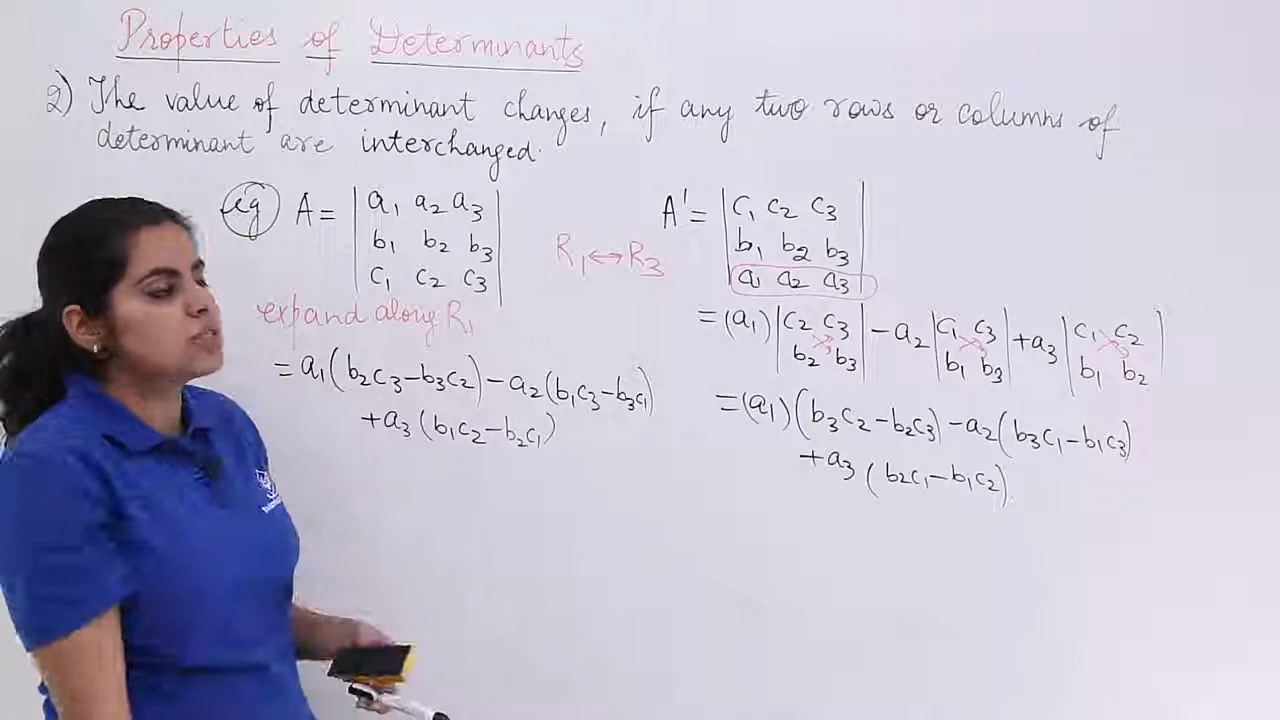 Properties of Determinants
2) The value of determinant changes, if any two rows or columns of
determinant are interchanged.
eg A = | a₁ a₂ a₃ |
| b₁ b₂ b₃ |
| c₁ c₂ c₃ |
expand along R₁
= a₁(b₂c₃-b₃c₂) - a₂(b₁c₃-b₃c₁)
+a₃(b₁c₂-b₂c₁)
R₁↔R₃
A' = | c₁ c₂ c₃ |
| b₁ b₂ b₃ |
| a₁ a₂ a₃ |
=(a₁) | c₂ c₃ | - a₂ | c₁ c₃ | + a₃ | c₁ c₂ |
| b₂ b₃ | | b₁ b₃ | | b₁ b₂ |
=(a₁)(b₃c₂-b₂c₃) - a₂(b₃c₁-b₁c₃)
+a₃(b₂c₁-b₁c₂)